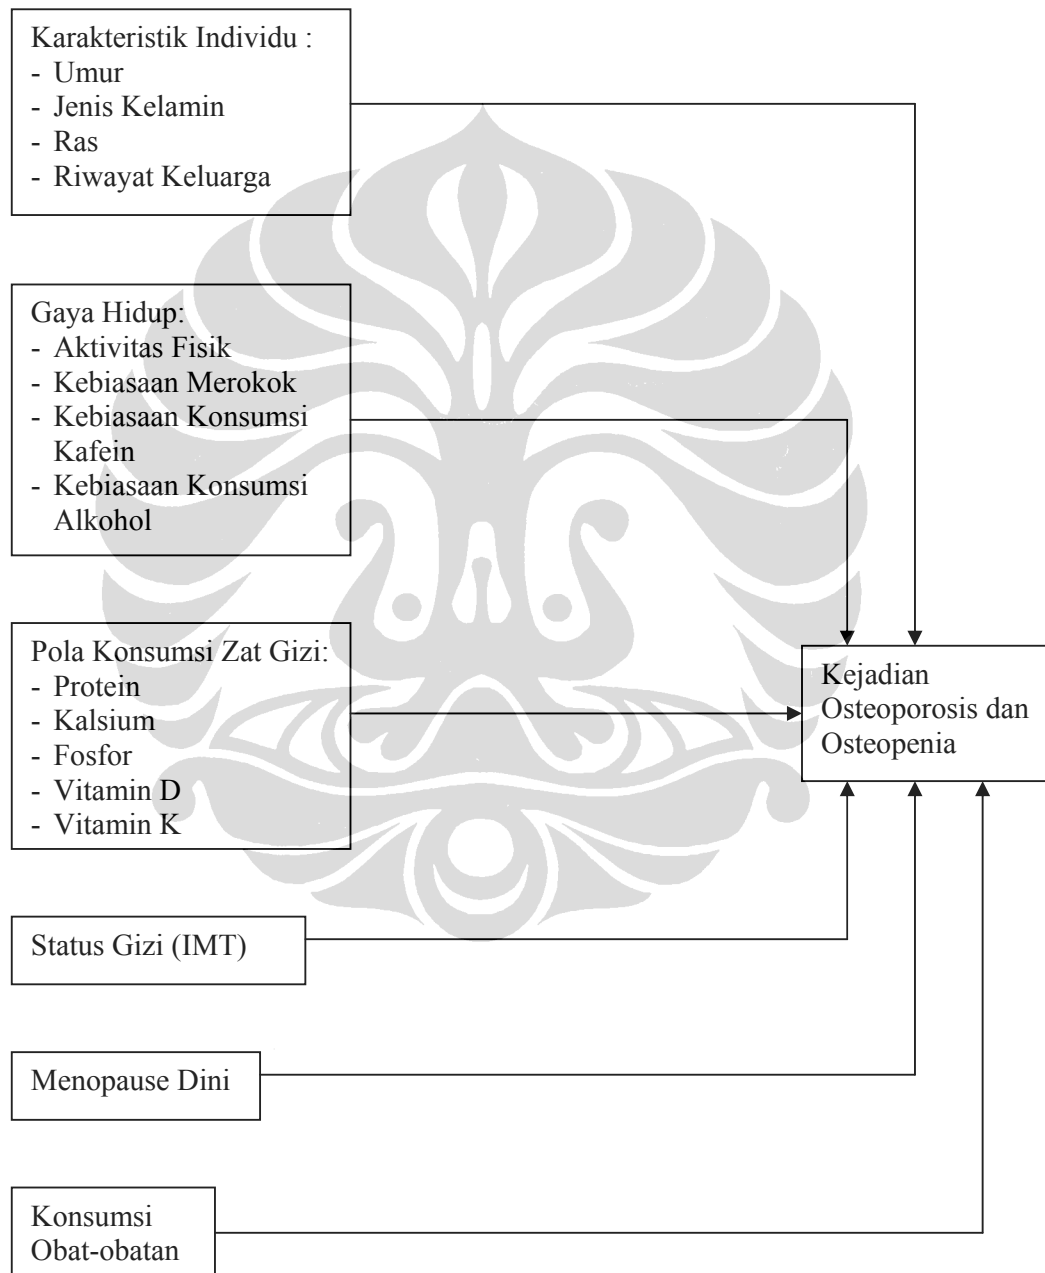 Karakteristik Individu :
- Umur
- Jenis Kelamin
- Ras
- Riwayat Keluarga
Gaya Hidup:
- Aktivitas Fisik
- Kebiasaan Merokok
- Kebiasaan Konsumsi
Kafein
- Kebiasaan Konsumsi
Alkohol
Pola Konsumsi Zat Gizi:
- Protein
- Kalsium
- Fosfor
- Vitamin D
- Vitamin K
Kejadian
Osteoporosis dan
Osteopenia
Status Gizi (IMT)
Menopause Dini
Konsumsi
Obat-obatan